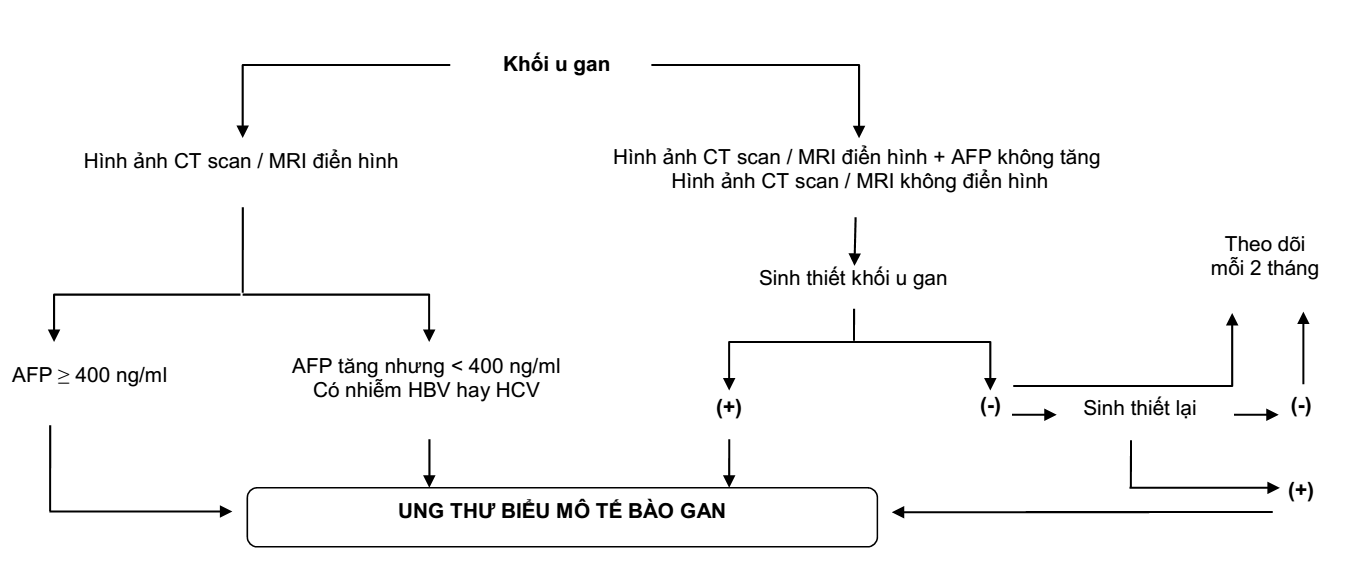 Khối u gan
Hình ảnh CT scan / MRI điển hình
Hình ảnh CT scan / MRI điển hình + AFP không tăng
Hình ảnh CT scan / MRI không điển hình
Theo dõi
mỗi 2 tháng
Sinh thiết khối u gan
AFP ≥ 400 ng/ml
AFP tăng nhưng < 400 ng/ml
Có nhiễm HBV hay HCV
(+)
(-)
Sinh thiết lại
(-)
(+)
UNG THƯ BIỂU MÔ TẾ BÀO GAN